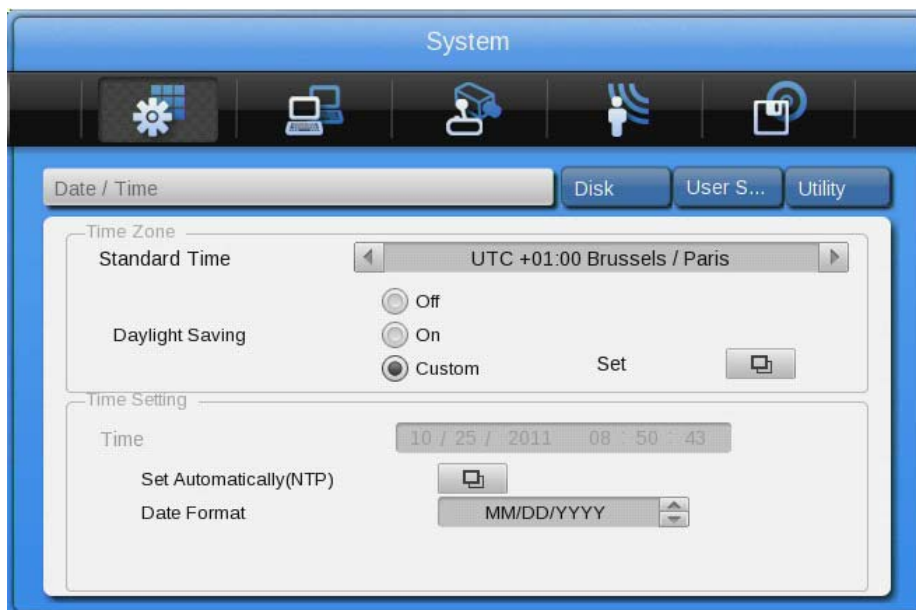 System
Date / Time Disk User S... Utility
Time Zone
Standard Time UTC +01:00 Brussels / Paris
Off
Daylight Saving On
Custom Set
Time Setting
Time 10 / 25 / 2011 08 : 50 : 43
Set Automatically(NTP)
Date Format MM/DD/YYYY